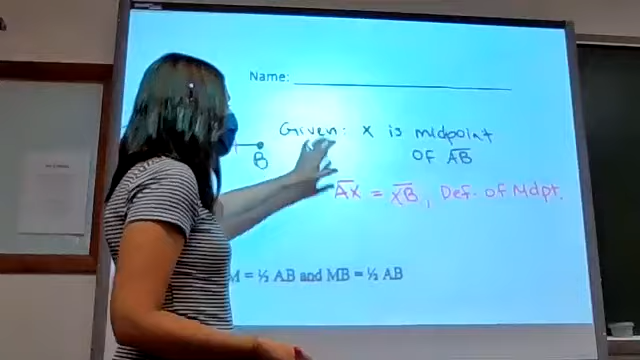 Name:
B
Given: X is midpoint
OF AB
AX = XB, Def. of Mdpt.
M = ½ AB and MB = ½ AB